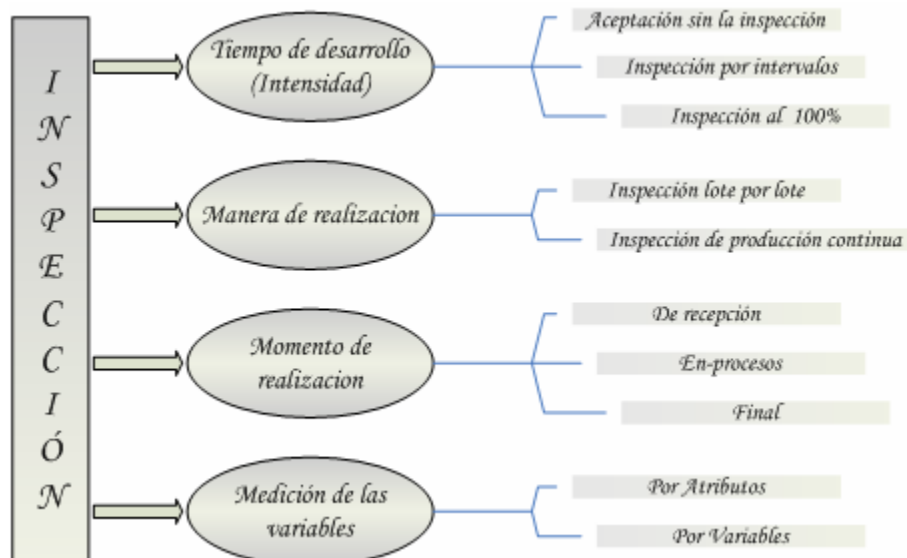 INSPECCIÓN
Tiempo de desarrollo
(Intensidad)
Aceptación sin la inspección
Inspección por intervalos
Inspección al 100%
Manera de realizacion
Inspección lote por lote
Inspección de producción continua
Momento de
realizacion
De recepción
En-procesos
Final
Medición de las
variables
Por Atributos
Por Variables